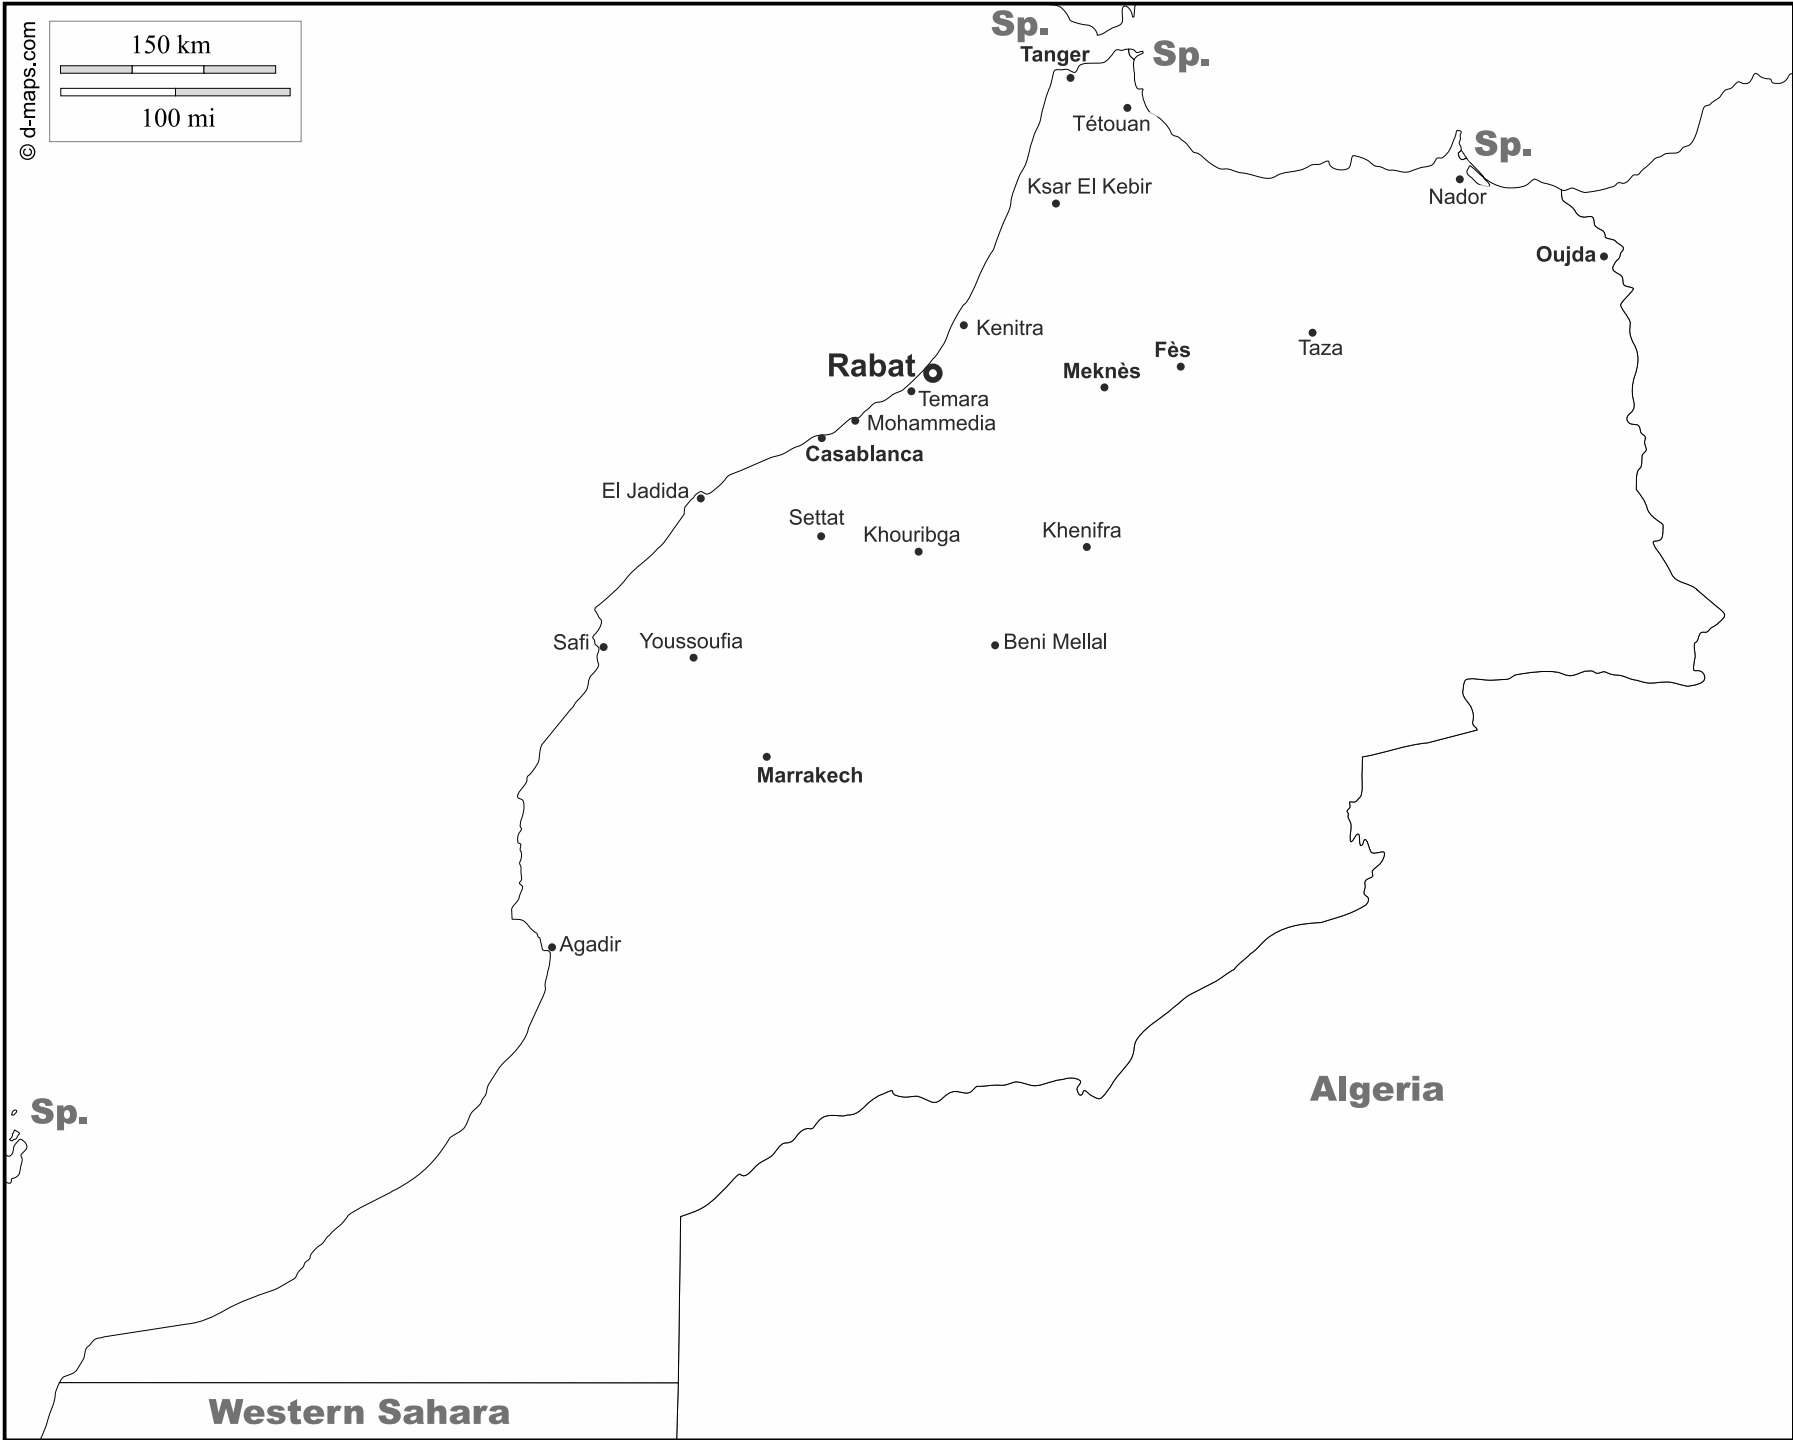 © d-maps.com
150 km
100 mi
Sp.
Tanger
Sp.
Tétouan
Sp.
Ksar El Kebir
Nador
Oujda
Kenitra
Taza
Fès
Rabat
Meknès
Temara
Mohammedia
Casablanca
El Jadida
Settat
Khouribga
Khenifra
Safi
Youssoufia
Beni Mellal
Marrakech
Agadir
Algeria
Sp.
Western Sahara